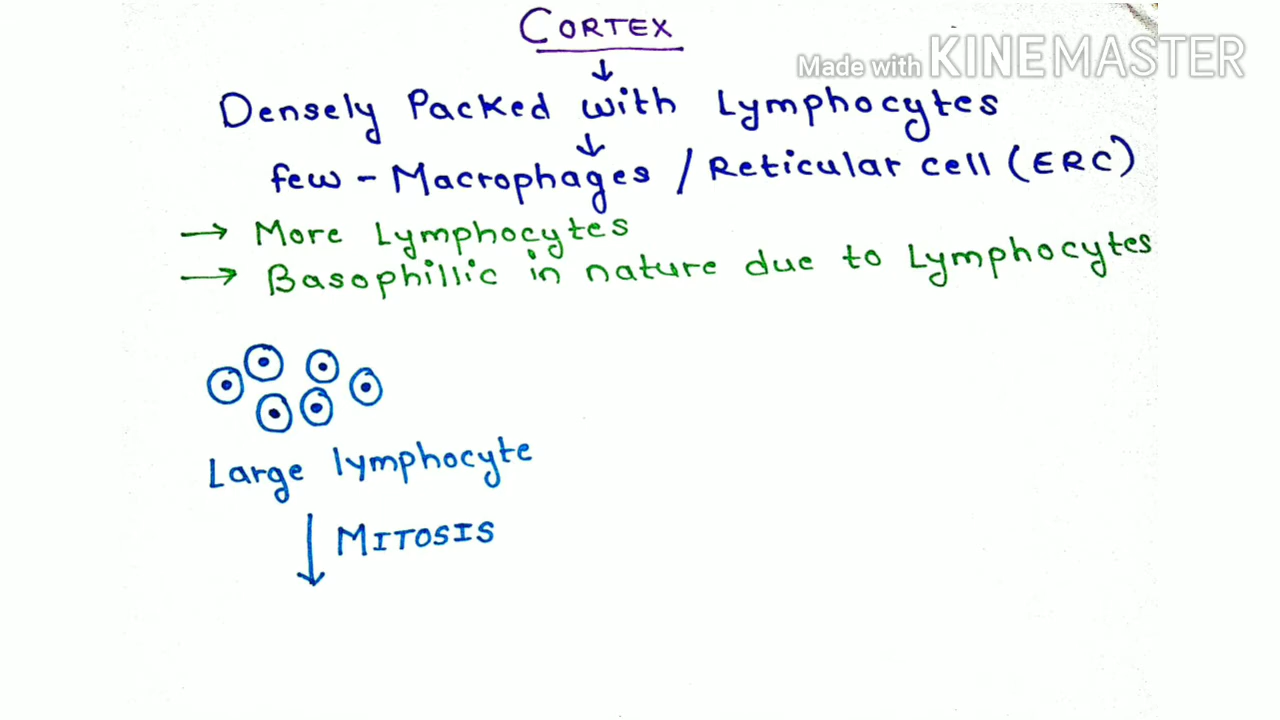 CORTEX
Made with KINEMASTER
↓
Densely Packed with Lymphocytes
↓
few - Macrophages / Reticular cell (ERC)
→ More Lymphocytes
→ Basophillic in nature due to Lymphocytes
Large lymphocyte
↓ MITOSIS